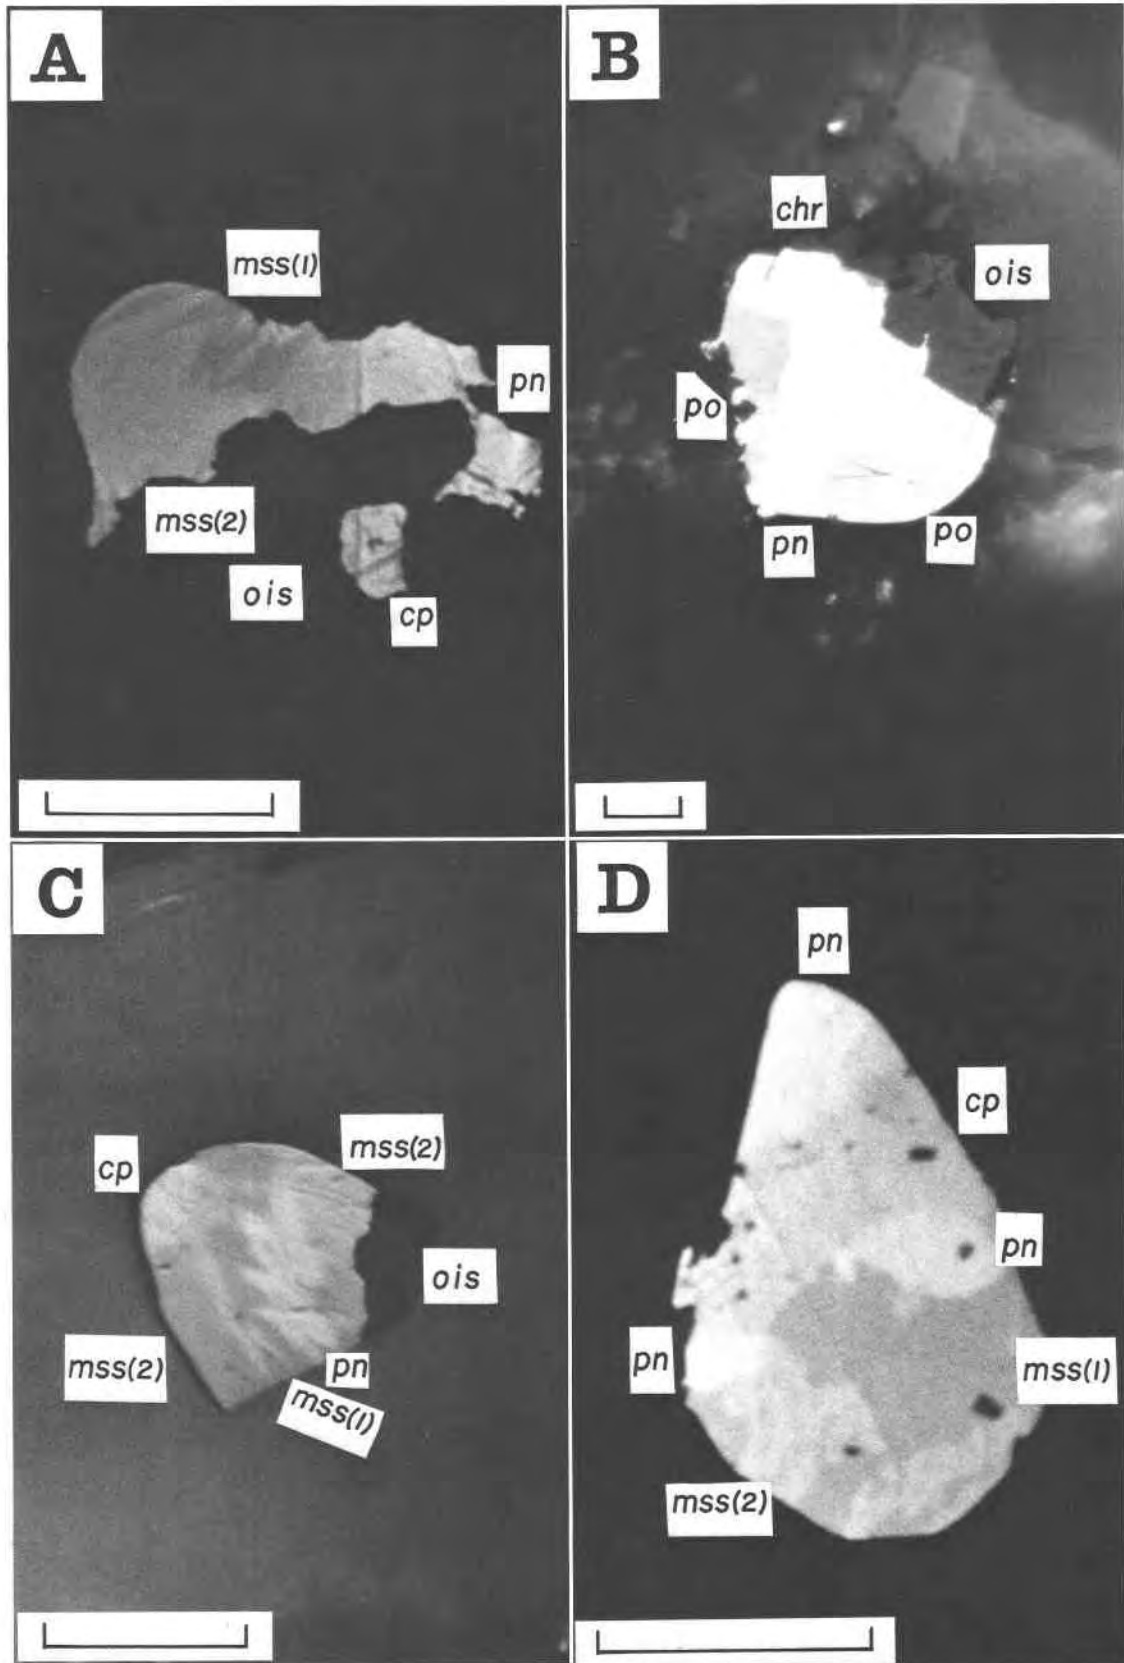 A
mss(1)
pn
mss(2)
ois
cp
B
chr
ois
po
pn
po
C
cp
mss(2)
ois
mss(2)
pn
mss(1)
D
pn
cp
pn
pn
mss(1)
mss(2)